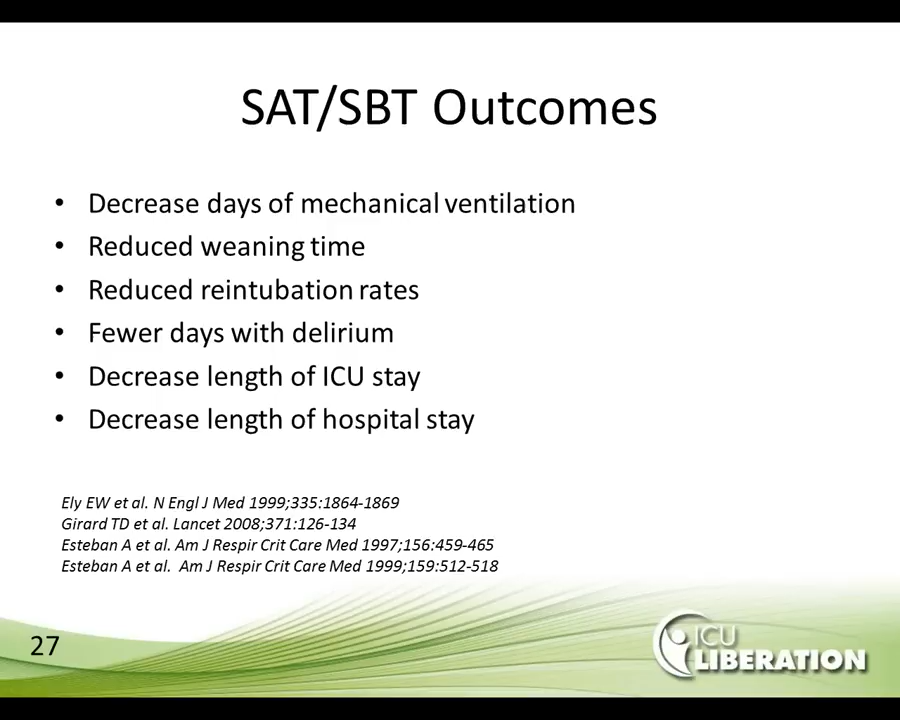 SAT/SBT Outcomes
• Decrease days of mechanical ventilation
• Reduced weaning time
• Reduced reintubation rates
• Fewer days with delirium
• Decrease length of ICU stay
• Decrease length of hospital stay
Ely EW et al. N Engl J Med 1999;335:1864-1869
Girard TD et al. Lancet 2008;371:126-134
Esteban A et al. Am J Respir Crit Care Med 1997;156:459-465
Esteban A et al. Am J Respir Crit Care Med 1999;159:512-518
27
ICU
LIBERATION